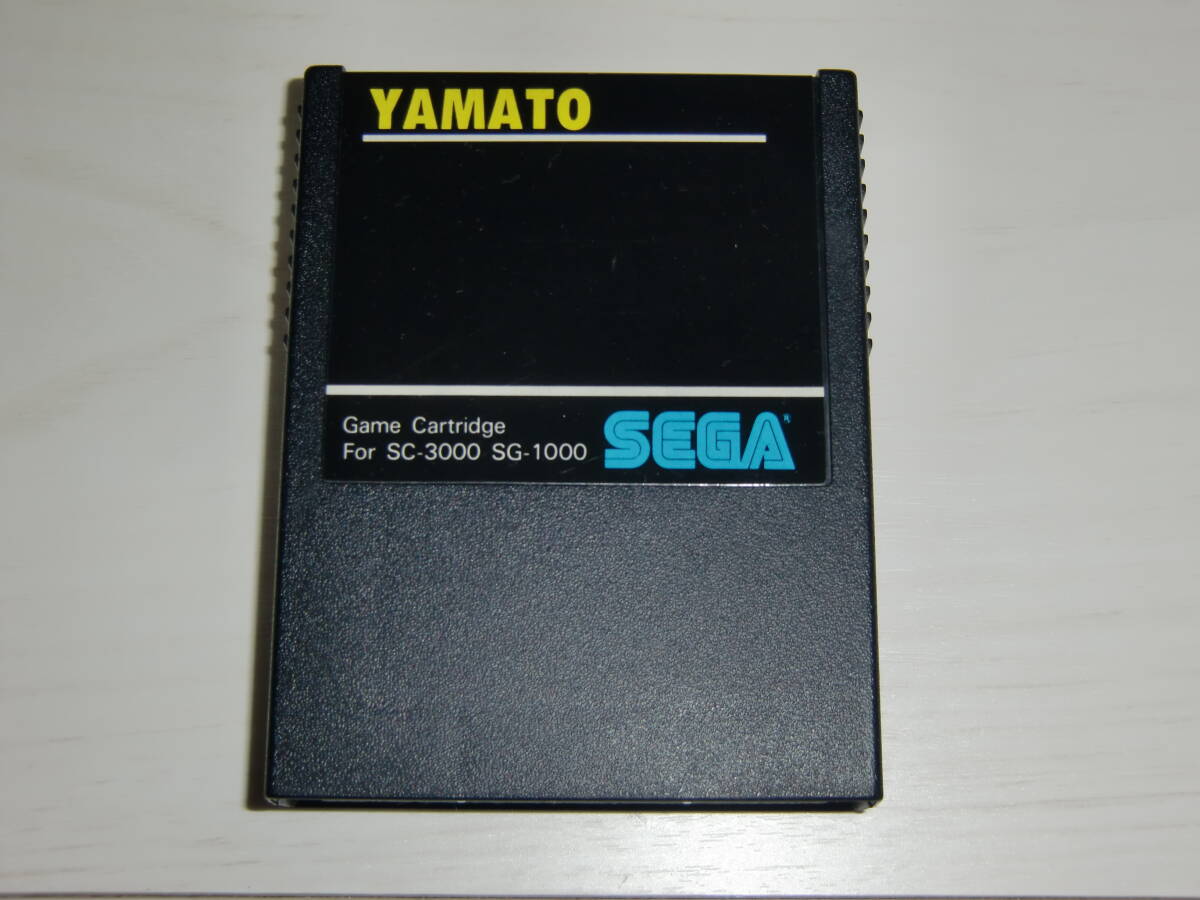 YAMATO
Game Cartridge
For SC-3000 SG-1000
SEGA®